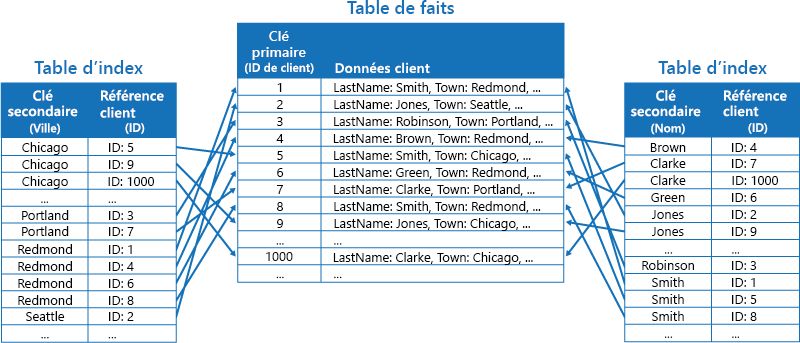 Table de faits
Clé
primaire
(ID de client) Données client
1 LastName: Smith, Town: Redmond, ...
2 LastName: Jones, Town: Seattle, ...
3 LastName: Robinson, Town: Portland, ...
4 LastName: Brown, Town: Redmond, ...
5 LastName: Smith, Town: Chicago, ...
6 LastName: Green, Town: Redmond, ...
7 LastName: Clarke, Town: Portland, ...
8 LastName: Smith, Town: Redmond, ...
9 LastName: Jones, Town: Chicago, ...
... ...
1000 LastName: Clarke, Town: Chicago, ...
... ...
Table d’index
Clé Référence
secondaire client
(Ville) (ID)
Chicago ID: 5
Chicago ID: 9
Chicago ID: 1000
... ...
Portland ID: 3
Portland ID: 7
Redmond ID: 1
Redmond ID: 4
Redmond ID: 6
Redmond ID: 8
Seattle ID: 2
... ...
Table d’index
Clé Référence
secondaire client
(Nom) (ID)
Brown ID: 4
Clarke ID: 7
Clarke ID: 1000
Green ID: 6
Jones ID: 2
Jones ID: 9
... ...
Robinson ID: 3
Smith ID: 1
Smith ID: 5
Smith ID: 8
... ...